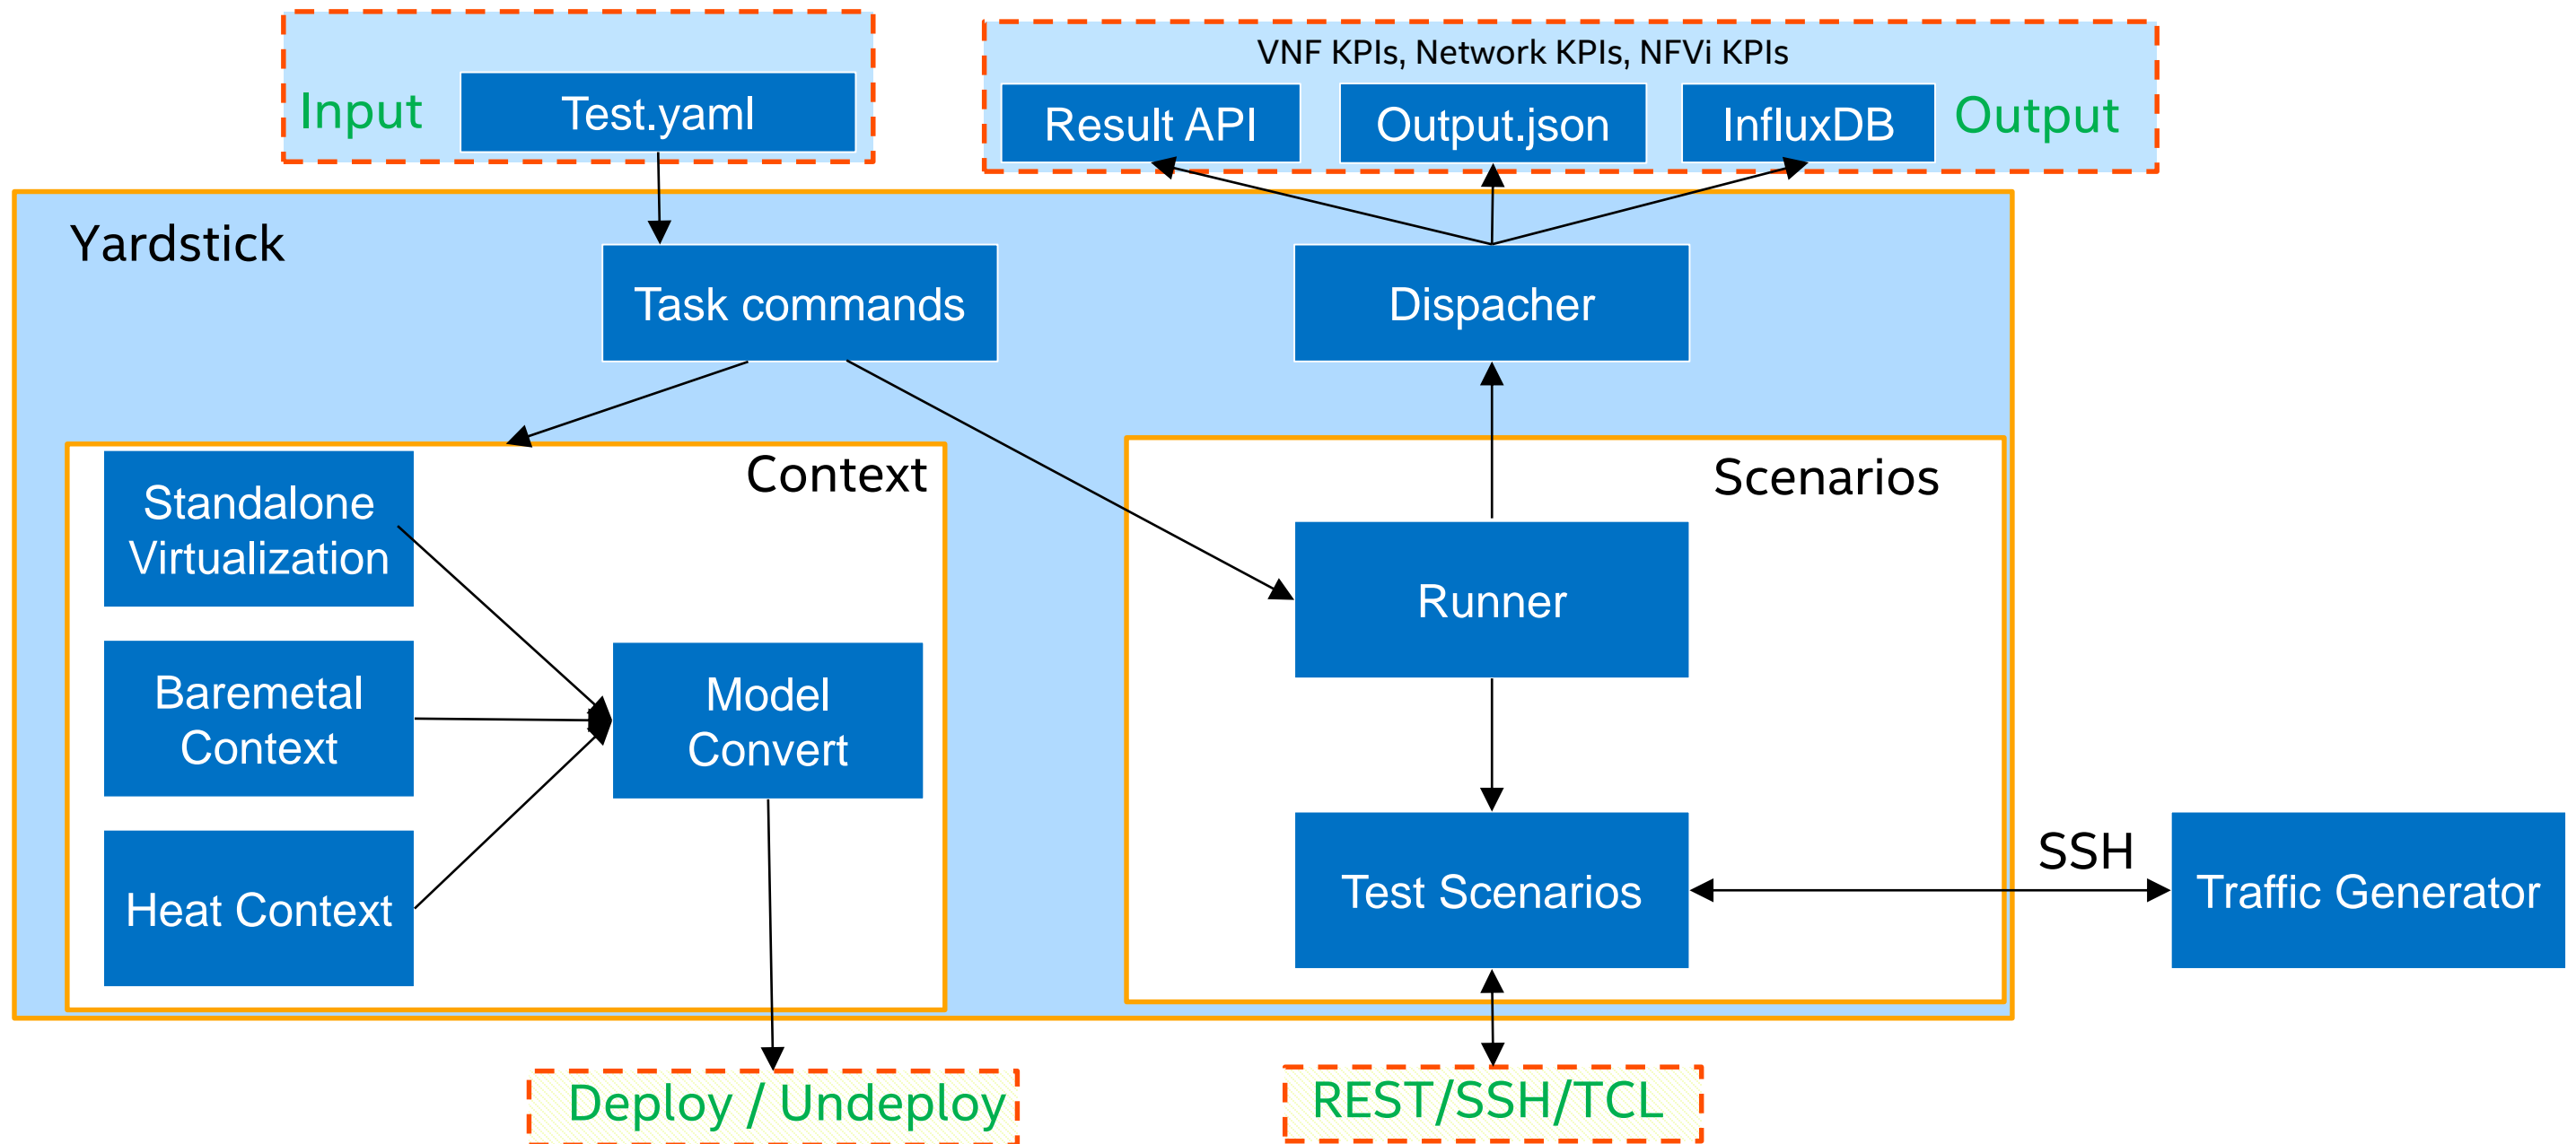 VNF KPIs, Network KPIs, NFVi KPIs
Input
Test.yaml
Result API
Output.json
InfluxDB
Output
Yardstick
Task commands
Dispacher
Context
Scenarios
Standalone
Virtualization
Runner
Baremetal
Context
Model
Convert
Heat Context
Test Scenarios
SSH
Traffic Generator
Deploy / Undeploy
REST/SSH/TCL